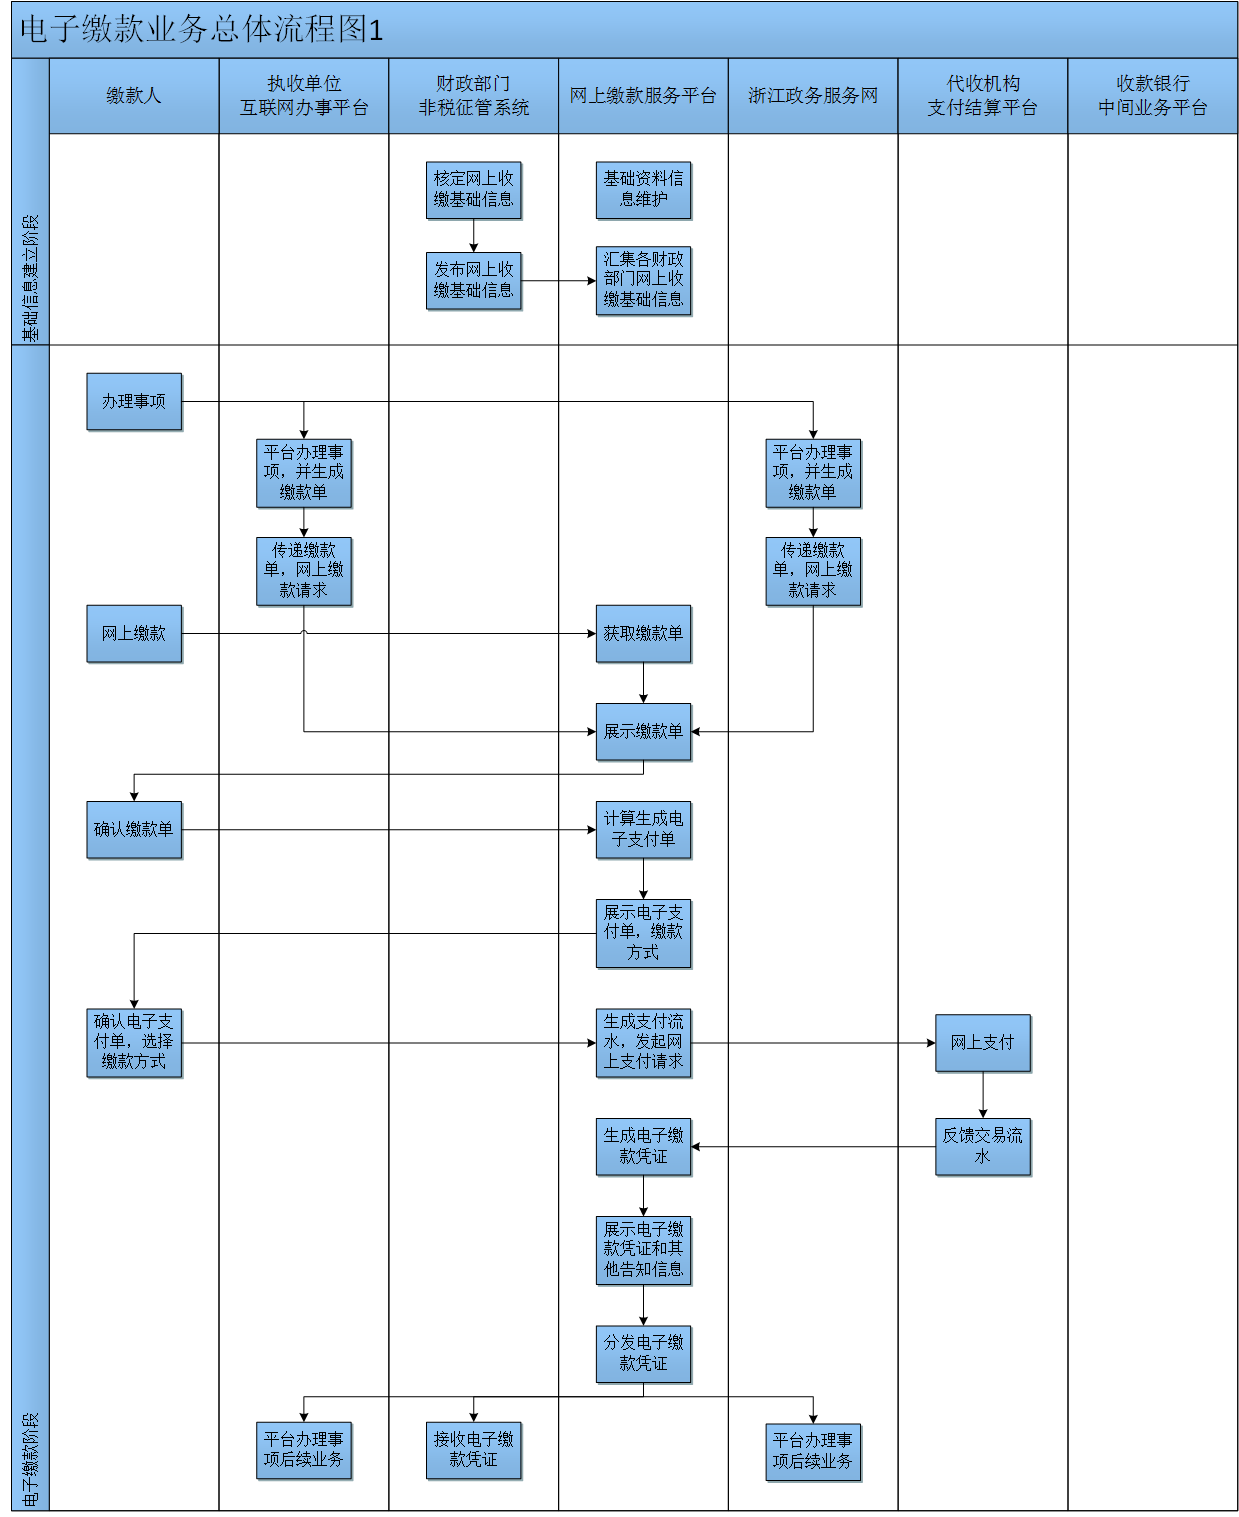 电子缴款业务总体流程图1
缴款人
执收单位
互联网办事平台
财政部门
非税征管系统
网上缴款服务平台
浙江政务服务网
代收机构
支付结算平台
收款银行
中间业务平台
基础信息建立阶段
核定网上收
缴基础信息
基础资料信
息维护
发布网上收
缴基础信息
汇集各财政
部门网上收
缴基础信息
电子缴款阶段
办理事项
平台办理事
项，并生成
缴款单
平台办理事
项，并生成
缴款单
传递缴款
单，网上缴
款请求
传递缴款
单，网上缴
款请求
网上缴款
获取缴款单
展示缴款单
确认缴款单
计算生成电
子支付单
展示电子支
付单，缴款
方式
确认电子支
付单，选择
缴款方式
生成支付流
水，发起网
上支付请求
网上支付
生成电子缴
款凭证
反馈交易流
水
展示电子缴
款凭证和其
他告知信息
分发电子缴
款凭证
平台办理事
项后续业务
接收电子缴
款凭证
平台办理事
项后续业务